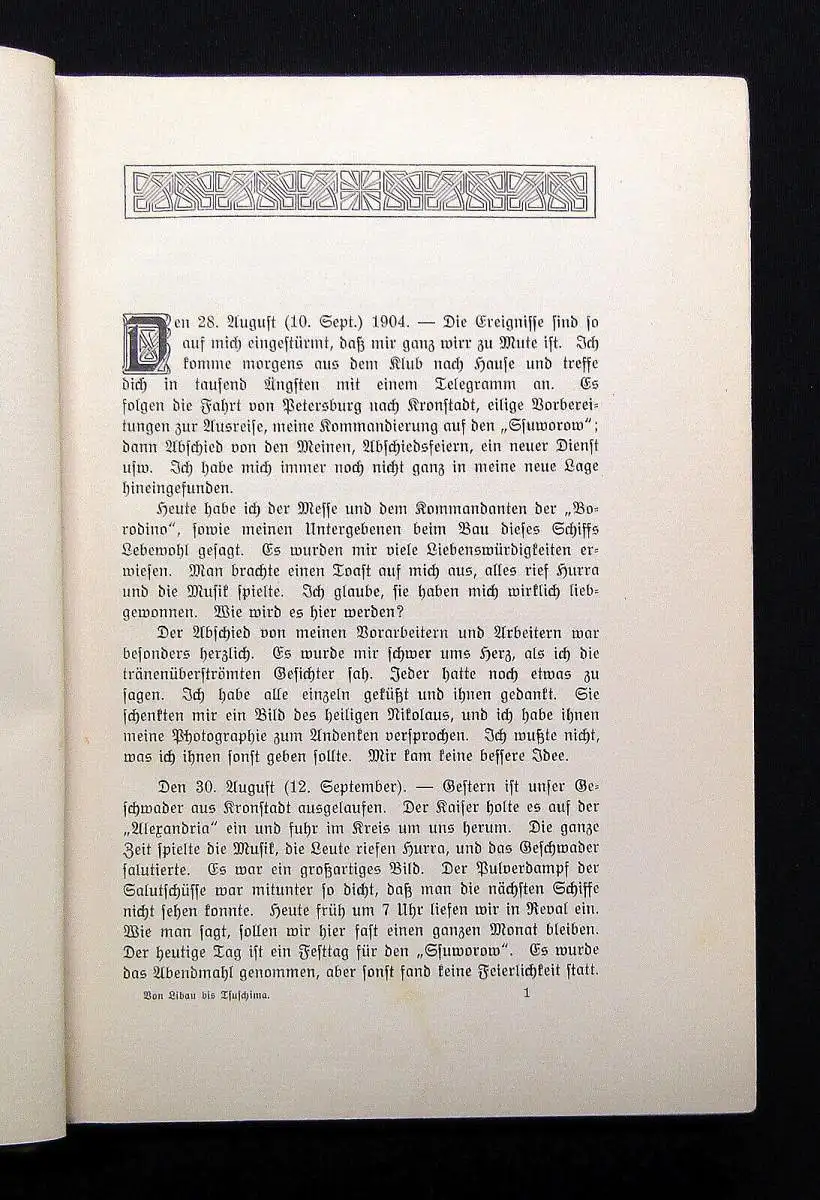 Den 28. August (10. Sept.) 1904. — Die Ereignisse sind so
auf mich eingestürmt, daß mir ganz wirr zu Mute ist. Ich
komme morgens aus dem Klub nach Hause und treffe
dich in tausend Ängsten mit einem Telegramm an. Es
folgen die Fahrt von Petersburg nach Kronstadt, eilige Vorberei-
tungen zur Ausreise, meine Kommandierung auf den „Ssuworow“;
dann Abschied von den Meinen, Abschiedsfeiern, ein neuer Dienst
usw. Ich habe mich immer noch nicht ganz in meine neue Lage
hineingefunden.
Heute habe ich der Messe und dem Kommandanten der „Bo-
rodino“, sowie meinen Untergebenen beim Bau dieses Schiffs
Lebewohl gesagt. Es wurden mir viele Liebenswürdigkeiten er-
wiesen. Man brachte einen Toast auf mich aus, alles rief Hurra
und die Musik spielte. Ich glaube, sie haben mich wirklich lieb-
gewonnen. Wie wird es hier werden?
Der Abschied von meinen Vorarbeitern und Arbeitern war
besonders herzlich. Es wurde mir schwer ums Herz, als ich die
tränenüberströmten Gesichter sah. Jeder hatte noch etwas zu
sagen. Ich habe alle einzeln geküßt und ihnen gedankt. Sie
schenkten mir ein Bild des heiligen Nikolaus, und ich habe ihnen
meine Photographie zum Andenken versprochen. Ich wußte nicht,
was ich ihnen sonst geben sollte. Mir kam keine bessere Idee.
Den 30. August (12. September). — Gestern ist unser Ge-
schwader aus Kronstadt ausgelaufen. Der Kaiser holte es auf der
„Alexandria“ ein und fuhr im Kreis um uns herum. Die ganze
Zeit spielte die Musik, die Leute riefen Hurra, und das Geschwader
salutierte. Es war ein großartiges Bild. Der Pulverdampf der
Salutschüsse war mitunter so dicht, daß man die nächsten Schiffe
nicht sehen konnte. Heute früh um 7 Uhr liefen wir in Reval ein.
Wie man sagt, sollen wir hier fast einen ganzen Monat bleiben.
Der heutige Tag ist ein Festtag für den „Ssuworow“. Es wurde
das Abendmahl genommen, aber sonst fand keine Feierlichkeit statt.
Von Libau bis Tsuschima. 1